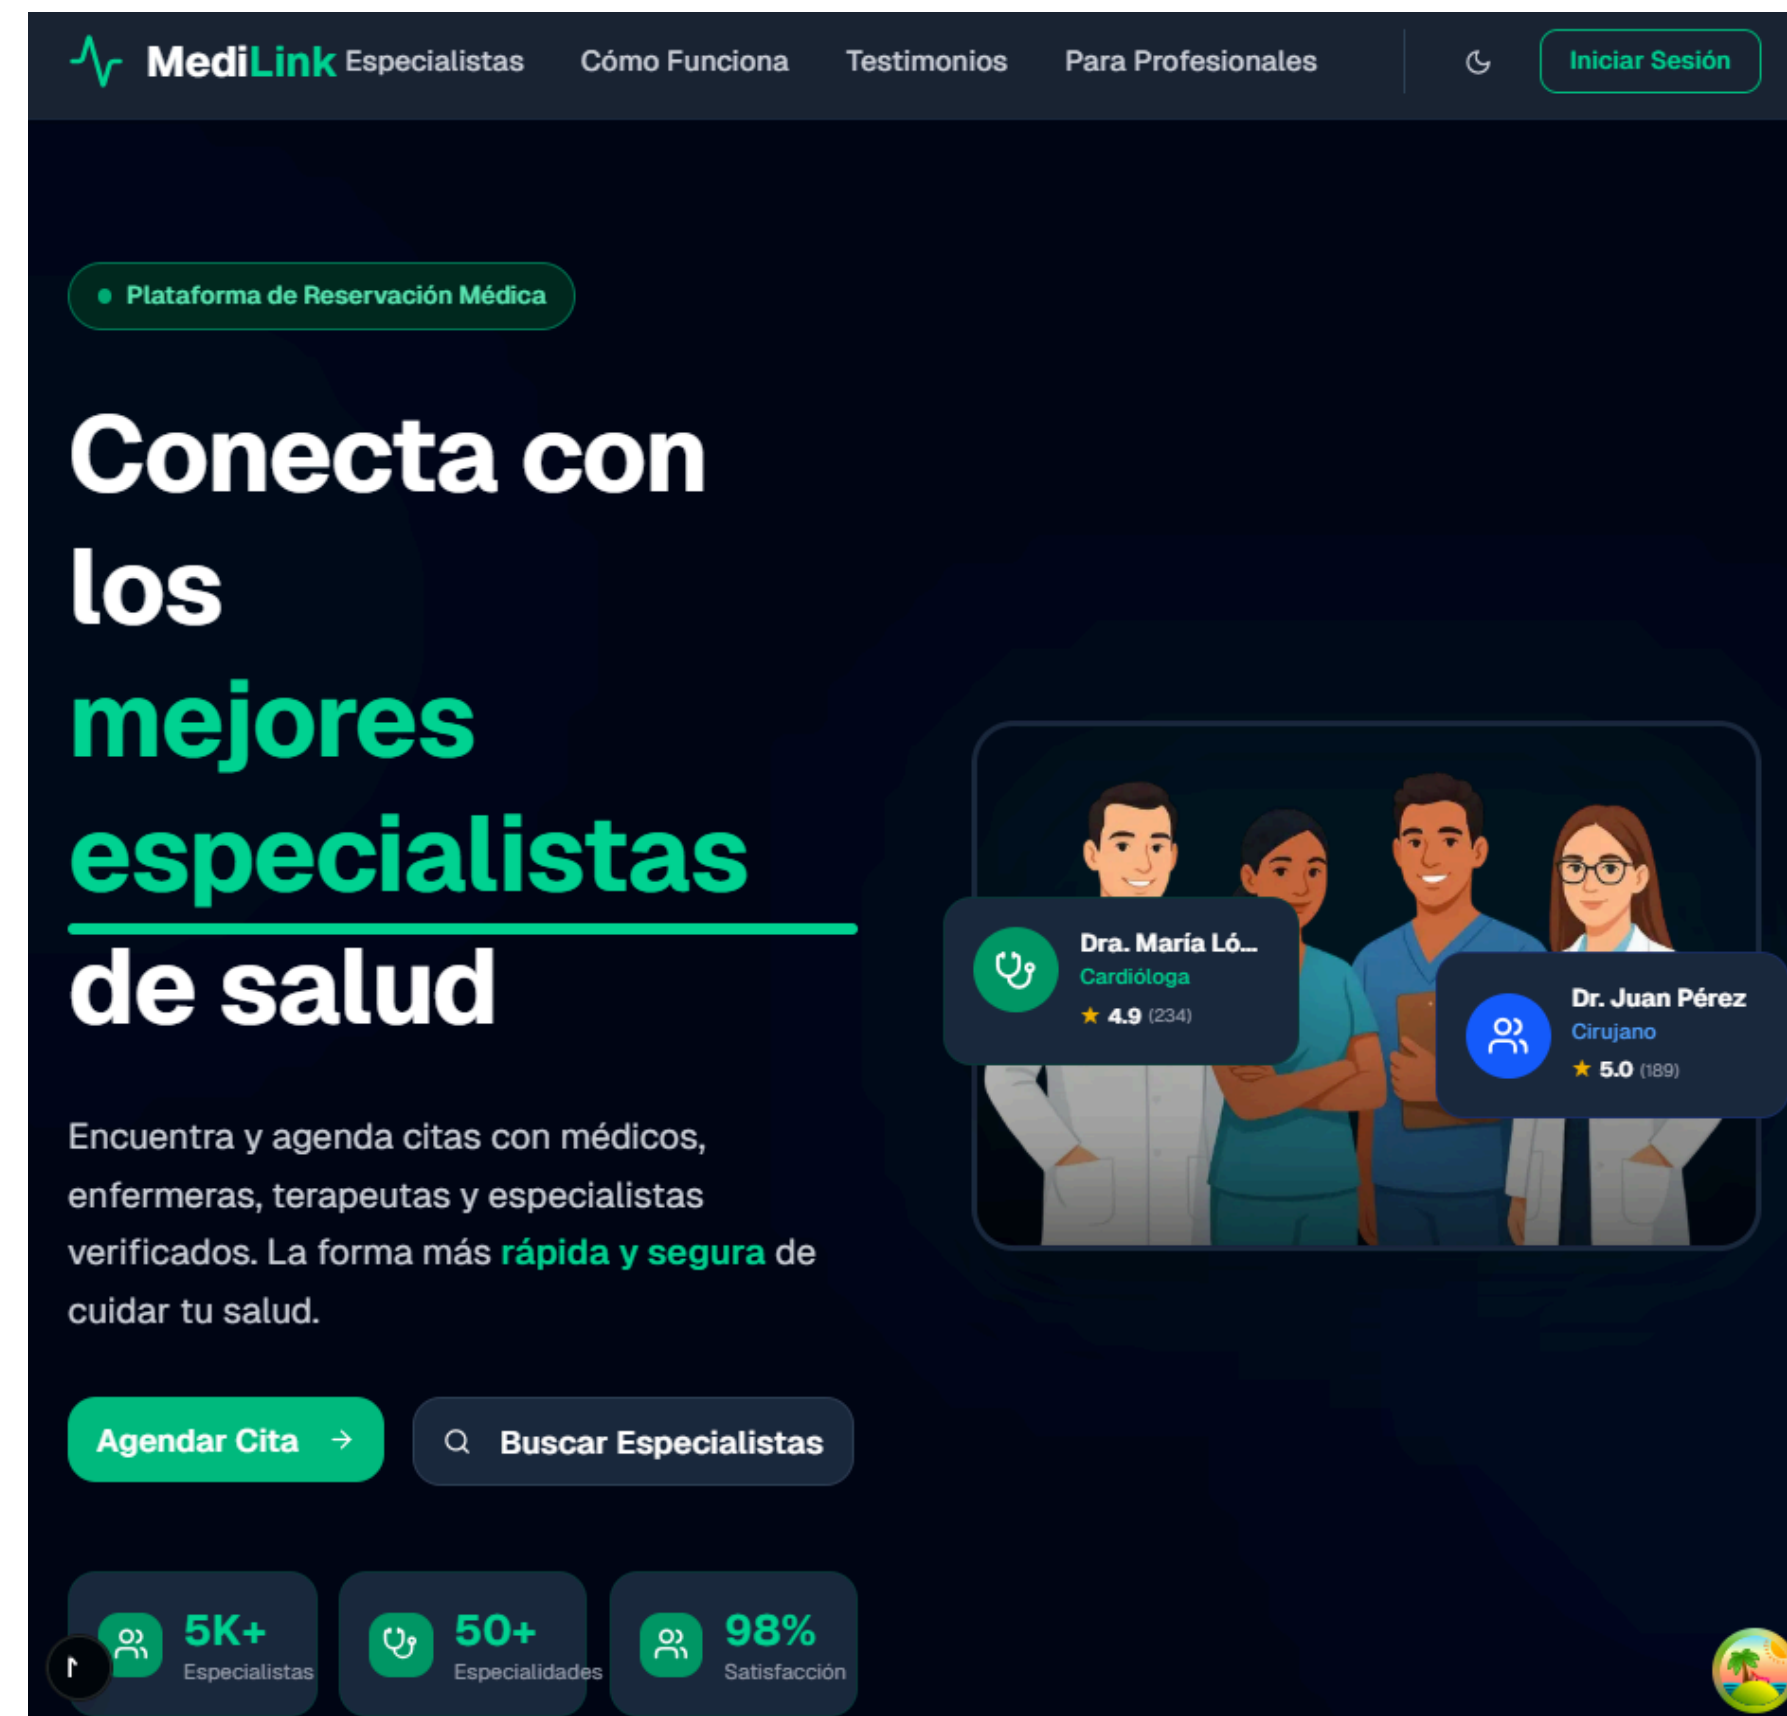 MediLink Especialistas Cómo Funciona Testimonios Para Profesionales Iniciar Sesión
Plataforma de Reservación Médica
Conecta con
los
mejores
especialistas
de salud
Encuentra y agenda citas con médicos,
enfermeras, terapeutas y especialistas
verificados. La forma más rápida y segura de
cuidar tu salud.
Agendar Cita
Buscar Especialistas
5K+
Especialistas
50+
Especialidades
98%
Satisfacción
Dra. María Ló...
Cardióloga
4.9 (234)
Dr. Juan Pérez
Cirujano
5.0 (189)